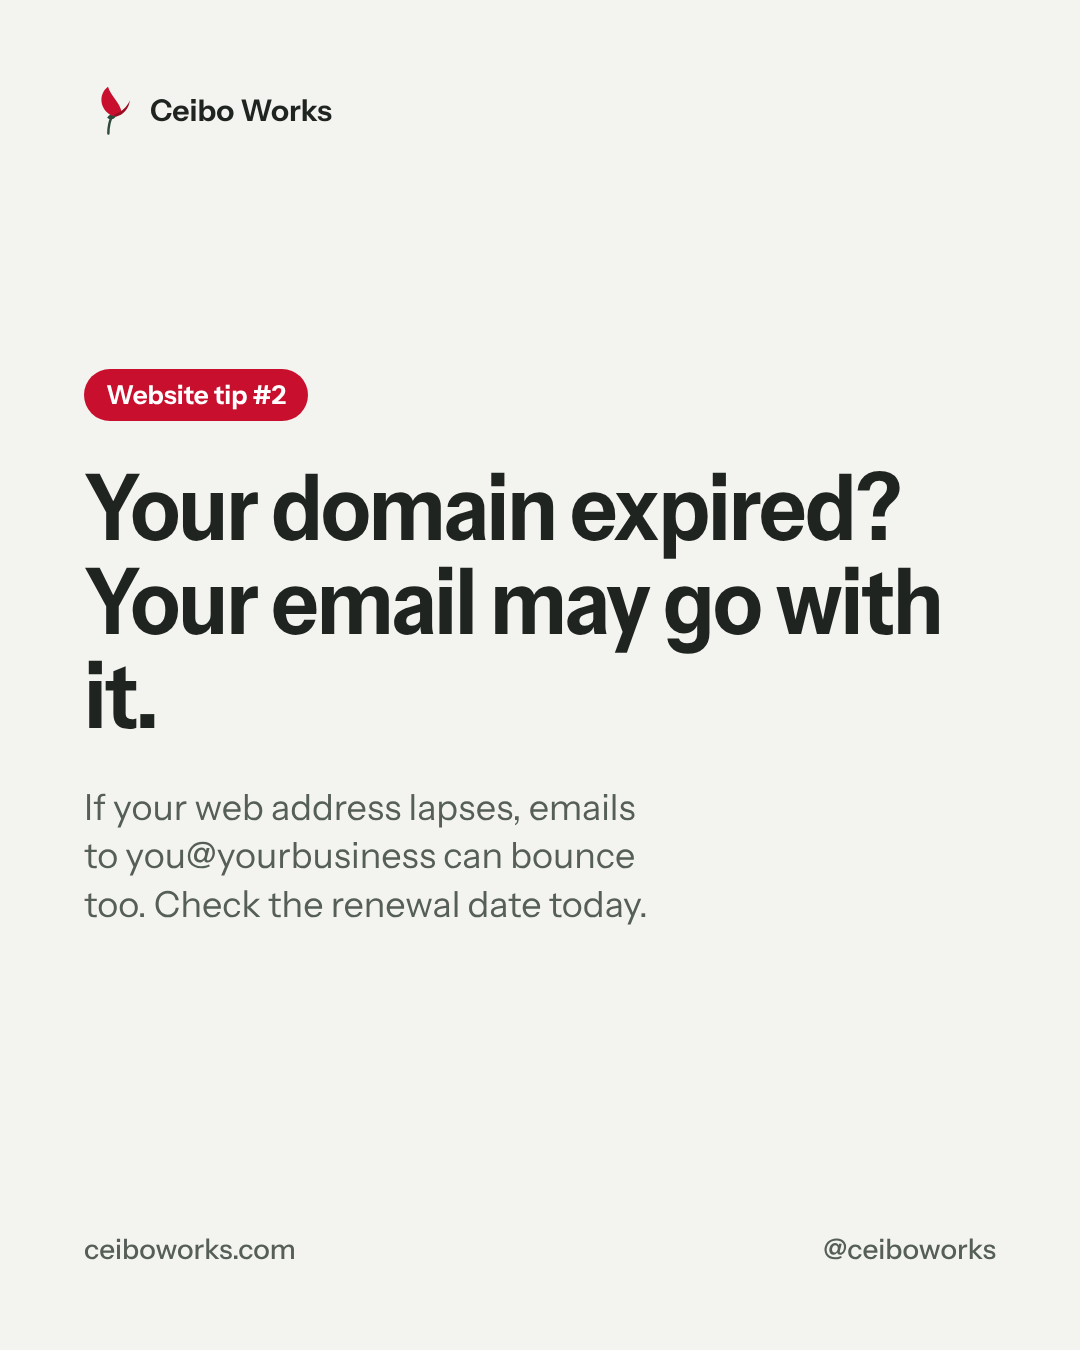 Ceibo Works
Website tip #2
Your domain expired?
Your email may go with
it.
If your web address lapses, emails
to you@yourbusiness can bounce
too. Check the renewal date today.
ceiboworks.com
@ceiboworks